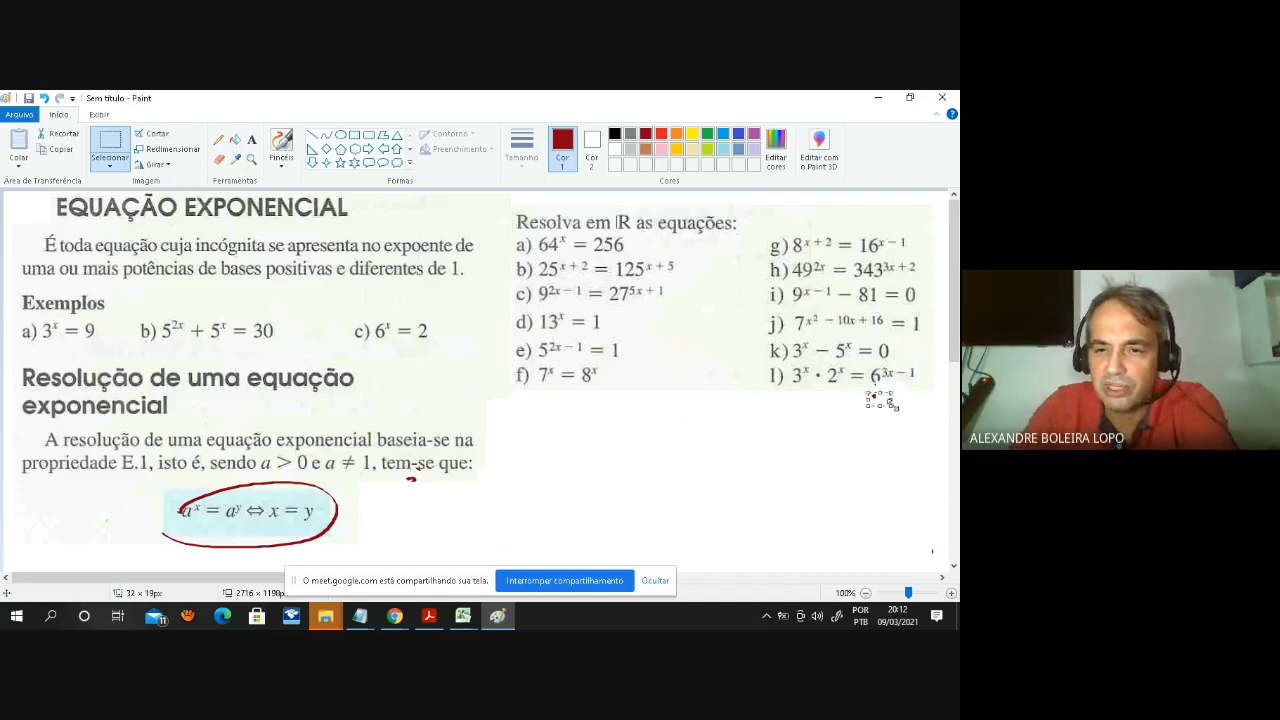 Sem título - Paint
Arquivo
Início
Exibir
Colar
Recortar
Copiar
Área de Transferência
Selecionar
Cortar
Redimensionar
Girar
Imagem
A
Ferramentas
Pincéis
Contorno
Preenchimento
Formas
Tamanho
Cor 1
Cor 2
Editar cores
Cores
Editar com o Paint 3D
EQUAÇÃO EXPONENCIAL
É toda equação cuja incógnita se apresenta no expoente de
uma ou mais potências de bases positivas e diferentes de 1.
Exemplos
a) 3ˣ = 9 b) 5²ˣ + 5ˣ = 30 c) 6ˣ = 2
Resolução de uma equação
exponencial
A resolução de uma equação exponencial baseia-se na
propriedade E.1, isto é, sendo a > 0 e a ≠ 1, tem-se que:
aˣ = aʸ ⇔ x = y
Resolva em R as equações:
a) 64ˣ = 256
b) 25ˣ⁺² = 125ˣ⁺⁵
c) 9²ˣ⁻¹ = 27⁵ˣ⁺¹
d) 13ˣ = 1
e) 5²ˣ⁻¹ = 1
f) 7ˣ = 8ˣ
g) 8ˣ⁺² = 16ˣ⁻¹
h) 49²ˣ = 343³ˣ⁺²
i) 9ˣ⁻¹ − 81 = 0
j) 7^(x² − 10x + 16) = 1
k) 3ˣ − 5ˣ = 0
l) 3ˣ · 2ˣ = 6³ˣ⁻¹
ALEXANDRE BOLEIRA LOPO
O meet.google.com está compartilhando sua tela.
Interromper compartilhamento
Ocultar
32 × 19px
100%
11
POR
PTB
20:12
09/03/2021